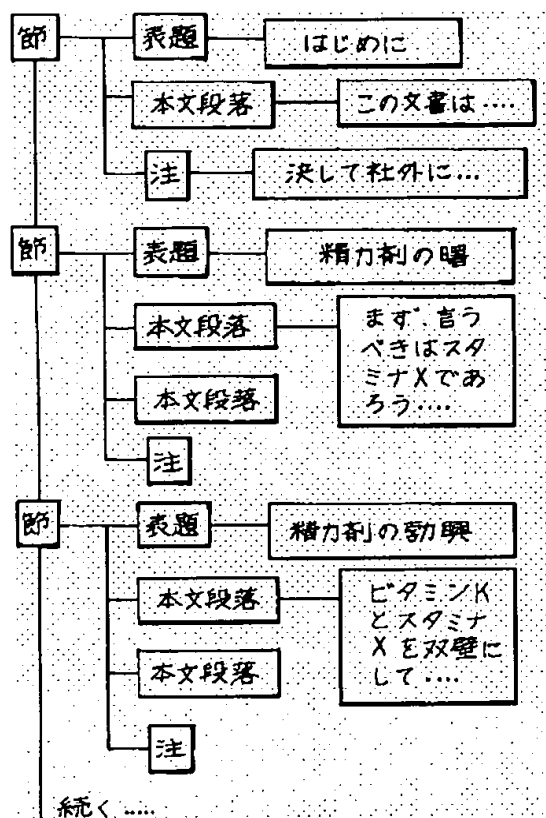 節
表題
はじめに
本文段落
この文書は‥‥
注
決して社外に…
節
表題
精力剤の曙
本文段落
まず、言う
べきはスタ
ミナXであ
ろう‥‥
本文段落
注
節
表題
精力剤の勃興
本文段落
ビタミンK
とスタミナ
Xを双璧に
して‥‥
本文段落
注
続く‥‥‥